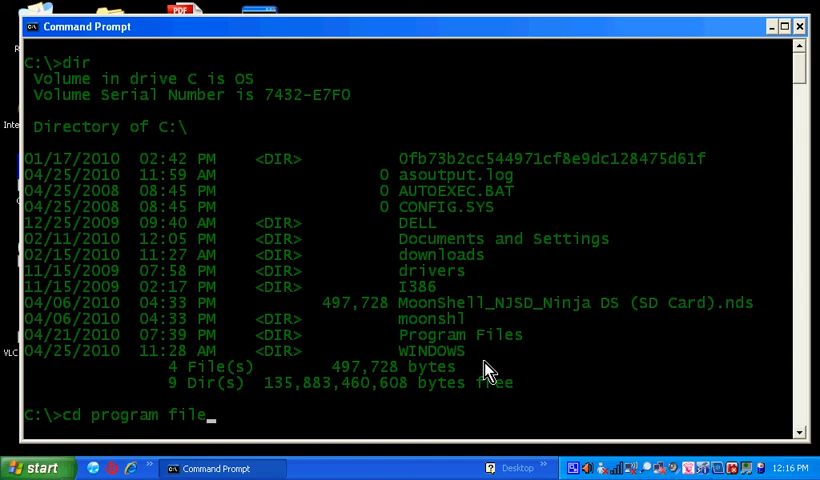 PDF
Command Prompt
C:\>dir
Volume in drive C is OS
Volume Serial Number is 7432-E7F0
Directory of C:\
01/17/2010 02:42 PM <DIR> 0fb73b2cc544971cf8e9dc128475d61f
04/25/2010 11:59 AM 0 asoutput.log
04/25/2008 08:45 PM 0 AUTOEXEC.BAT
04/25/2008 08:45 PM 0 CONFIG.SYS
12/25/2009 09:40 AM <DIR> DELL
02/11/2010 12:05 PM <DIR> Documents and Settings
02/15/2010 11:27 AM <DIR> downloads
11/15/2009 07:58 PM <DIR> drivers
11/15/2009 02:17 PM <DIR> I386
04/06/2010 04:33 PM 497,728 MoonShell_NJSD_Ninja DS (SD Card).nds
04/06/2010 04:33 PM <DIR> moonshl
04/21/2010 07:39 PM <DIR> Program Files
04/25/2010 11:28 AM <DIR> WINDOWS
4 File(s) 497,728 bytes
9 Dir(s) 135,883,460,608 bytes free
C:\>cd program file_
R
Inte
VLC
start
Command Prompt
Desktop
12:16 PM